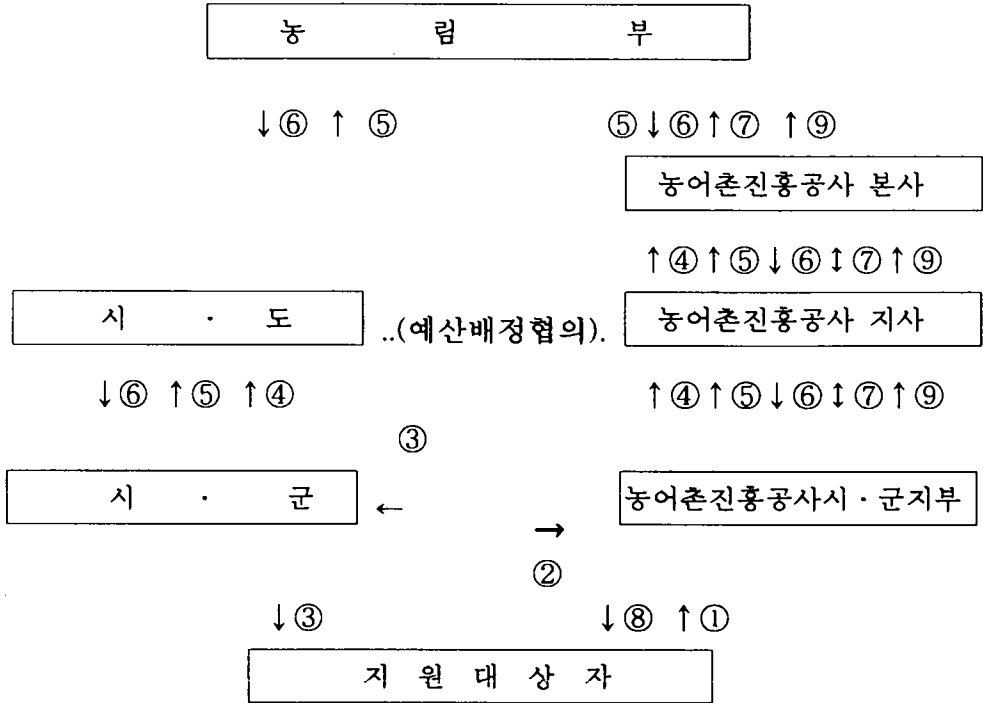 농 림 부
↓⑥ ↑ ⑤ ⑤↓⑥↑⑦ ↑⑨
농어촌진흥공사 본사
↑④↑⑤↓⑥↕⑦↑⑨
시 · 도 ..(예산배정협의). 농어촌진흥공사 지사
↓⑥ ↑⑤ ↑④ ↑④↑⑤↓⑥↕⑦↑⑨
③
시 · 군 ← → 농어촌진흥공사시 · 군지부
②
↓③ ↓⑧ ↑①
지 원 대 상 자